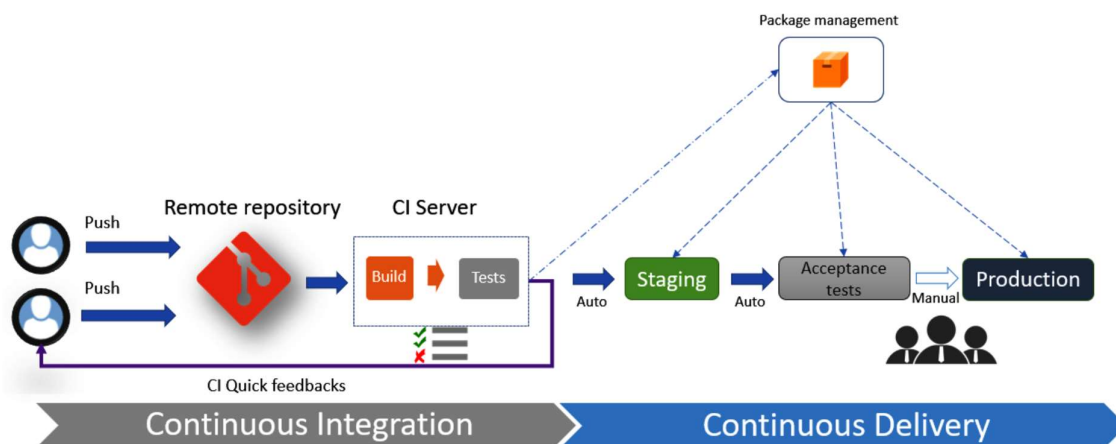 Package management
Remote repository
CI Server
Push
Push
Build
Tests
Auto
Staging
Auto
Acceptance
tests
Manual
Production
CI Quick feedbacks
Continuous Integration
Continuous Delivery